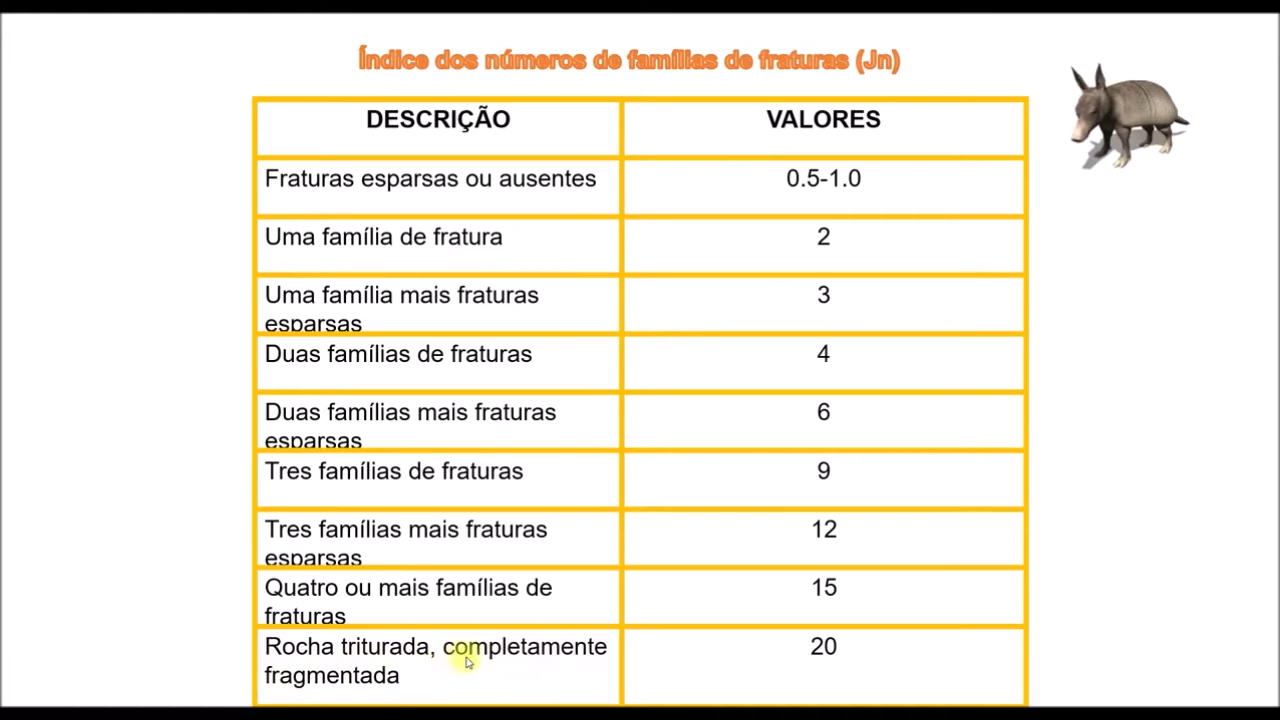 Índice dos números de famílias de fraturas (Jn)
DESCRIÇÃO VALORES
Fraturas esparsas ou ausentes 0.5-1.0
Uma família de fratura 2
Uma família mais fraturas 3
esparsas
Duas famílias de fraturas 4
Duas famílias mais fraturas 6
esparsas
Tres famílias de fraturas 9
Tres famílias mais fraturas 12
esparsas
Quatro ou mais famílias de 15
fraturas
Rocha triturada, completamente 20
fragmentada